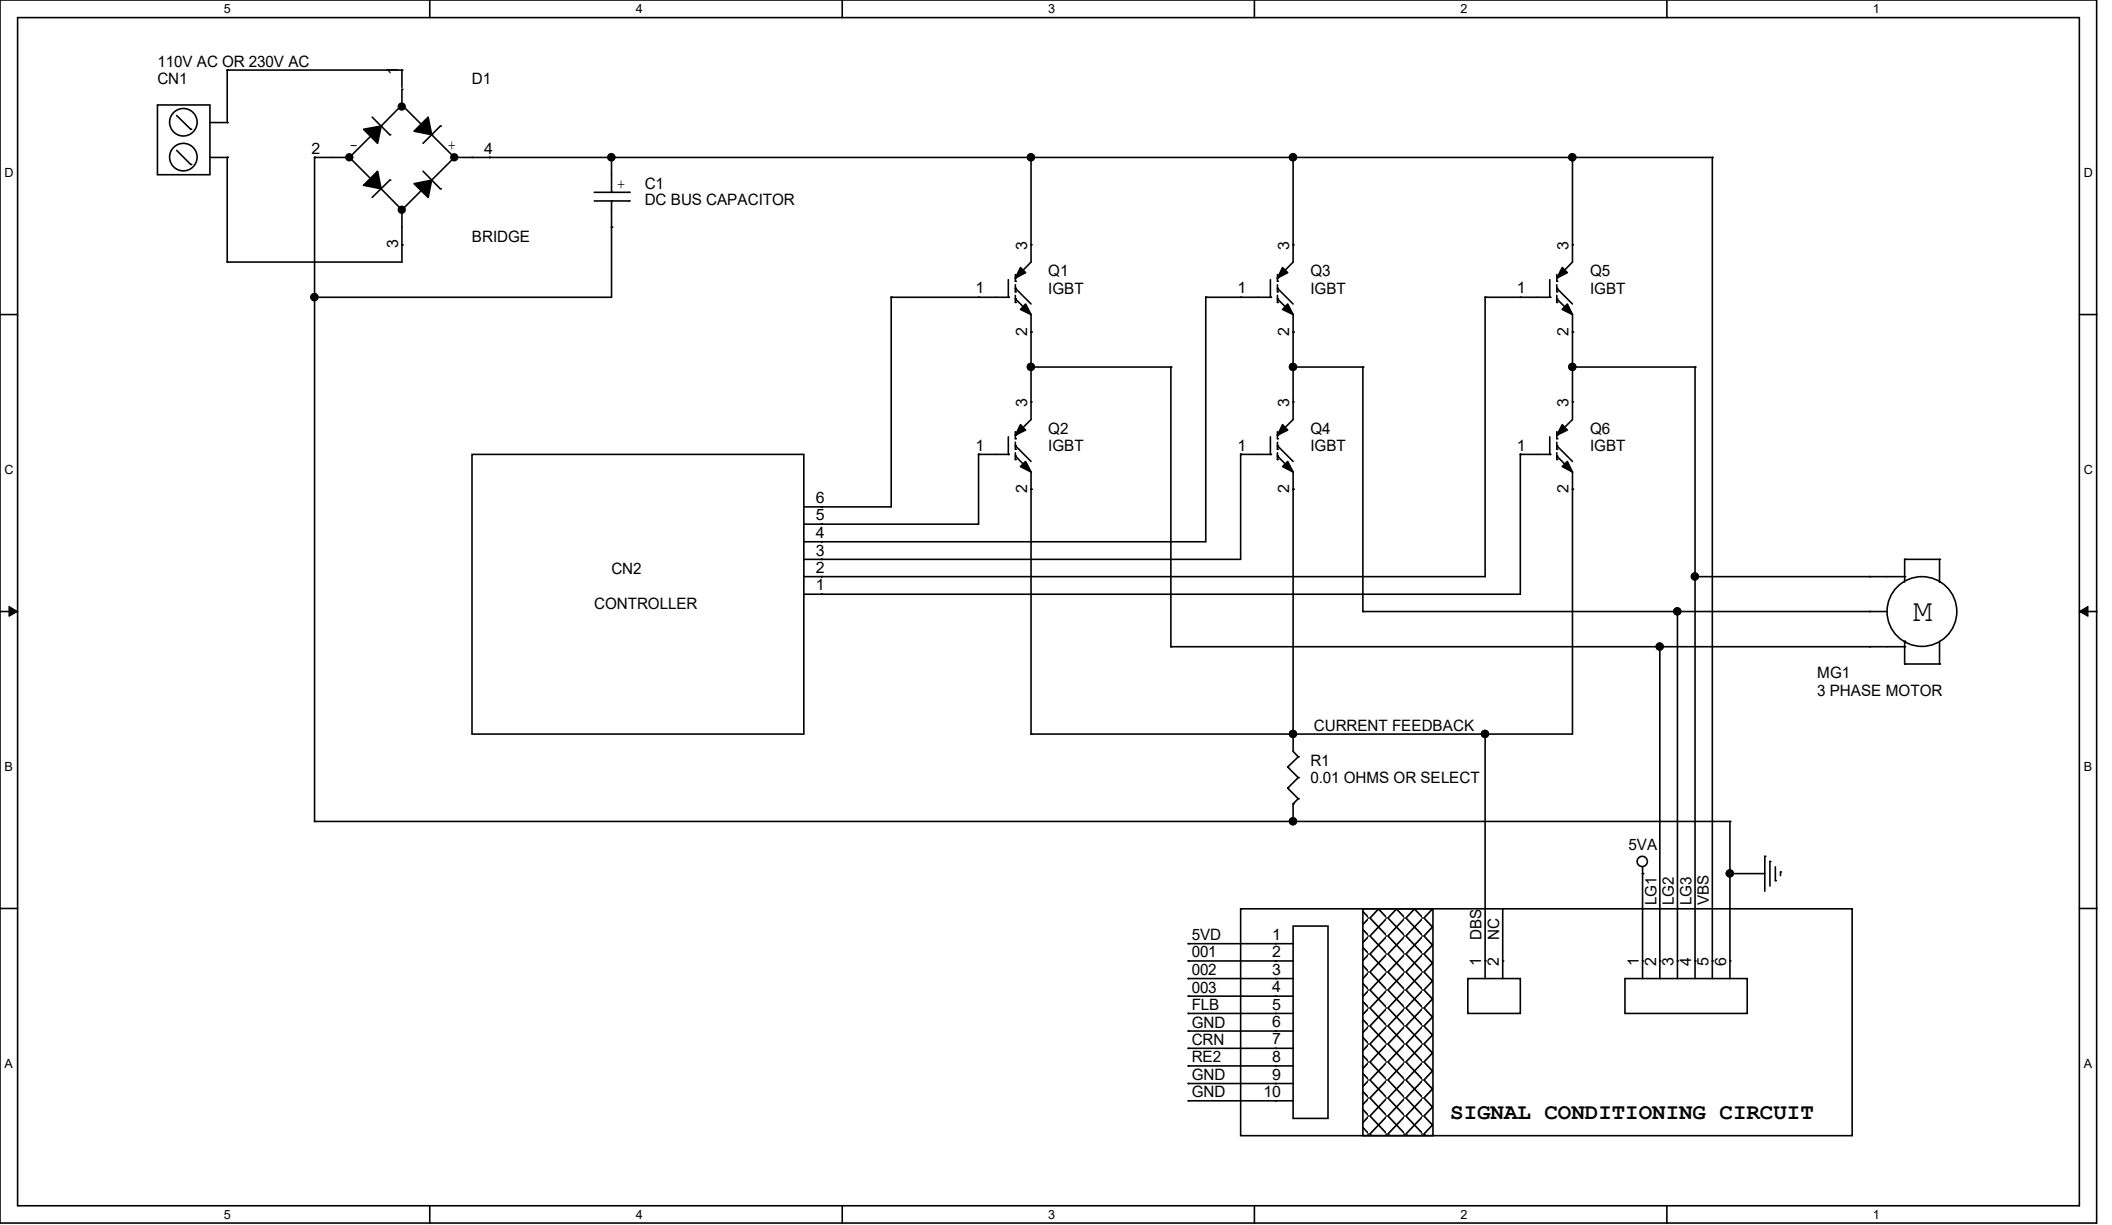 5 4 3 2 1
110V AC OR 230V AC
CN1
D1
1
2
-
+
4
3
BRIDGE
+
C1
DC BUS CAPACITOR
D
D
3
Q1
IGBT
1
2
3
Q3
IGBT
1
2
3
Q5
IGBT
1
2
3
Q2
IGBT
1
2
3
Q4
IGBT
1
2
3
Q6
IGBT
1
2
C
C
6
5
4
3
2
1
CN2
CONTROLLER
M
MG1
3 PHASE MOTOR
CURRENT FEEDBACK
R1
0.01 OHMS OR SELECT
B
B
5VA
LG1
LG2
LG3
VBS
DBS
NC
1
2
1
2
3
4
5
6
5VD 1
001 2
002 3
003 4
FLB 5
GND 6
CRN 7
RE2 8
GND 9
GND 10
SIGNAL CONDITIONING CIRCUIT
A
A
5 4 3 2 1